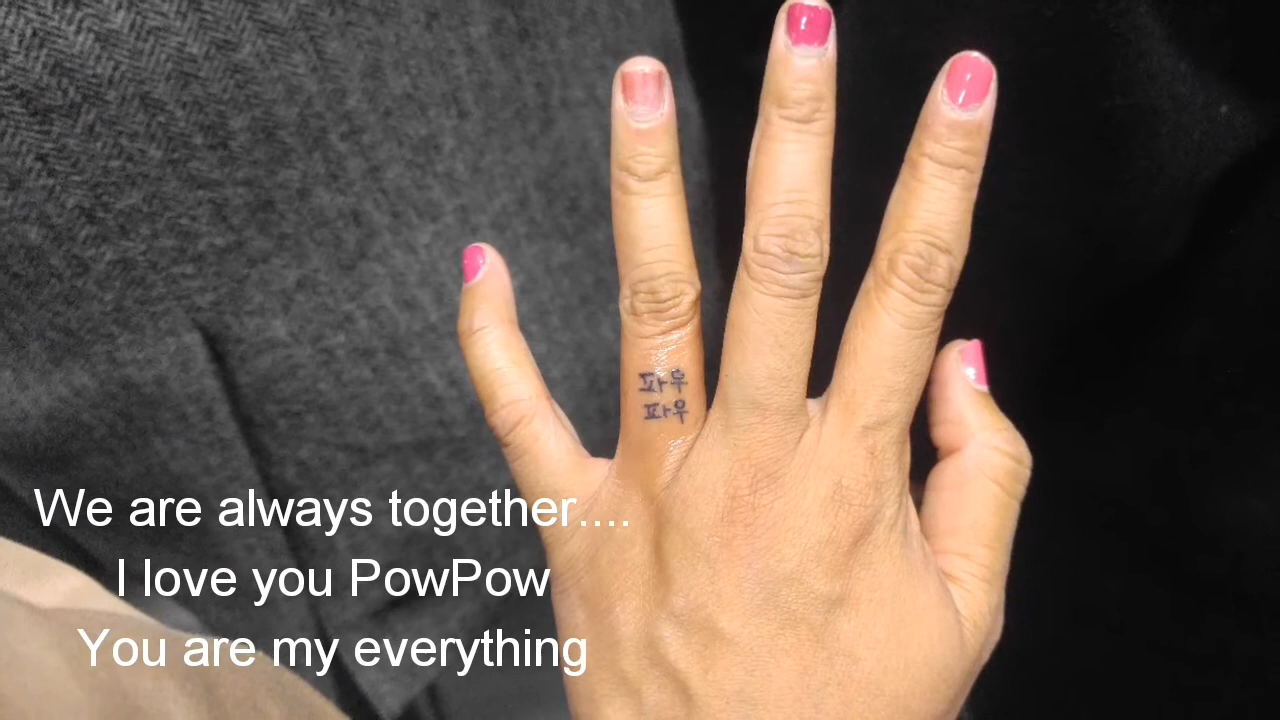 파우
파우
We are always together....
I love you PowPow
You are my everything